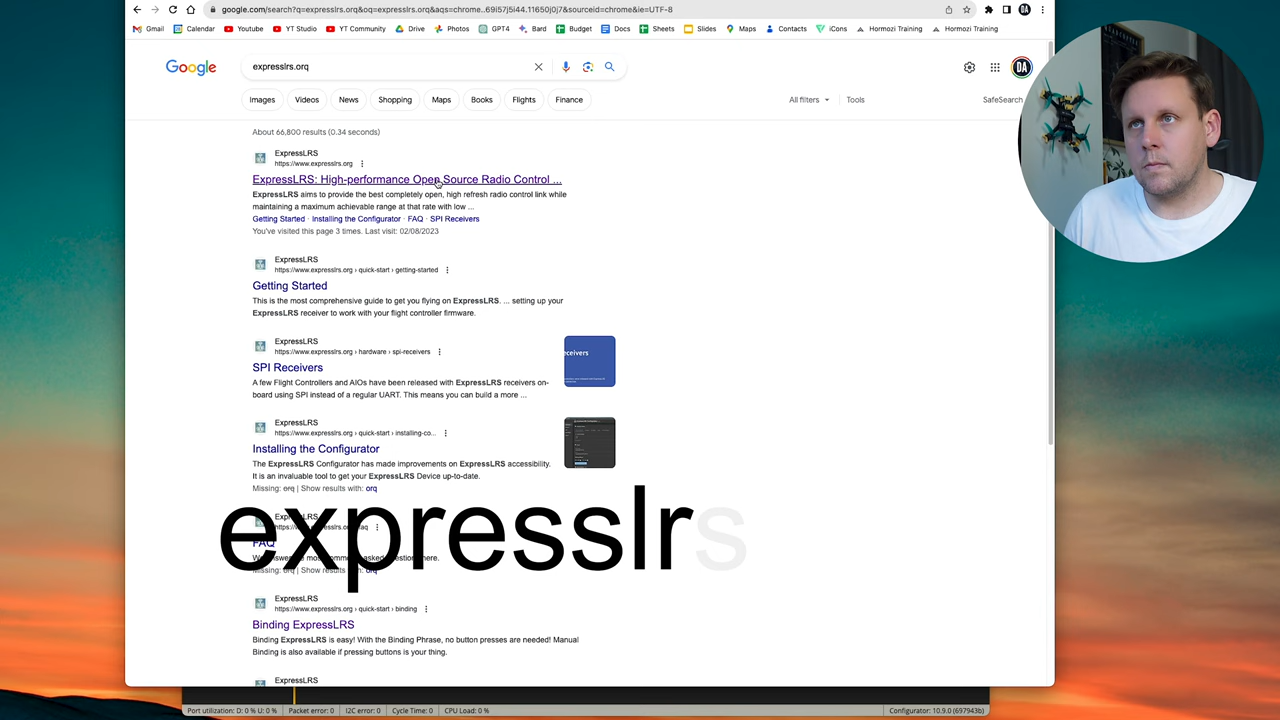 google.com/search?q=expresslrs.orq&oq=expresslrs.orq&aqs=chrome..69i57j5i44.11650j0j7&sourceid=chrome&ie=UTF-8
Gmail Calendar Youtube YT Studio YT Community Drive Photos GPT4 Bard Budget Docs Sheets Slides Maps Contacts iCons Hormozi Training Hormozi Training
Google expresslrs.orq DA
Images Videos News Shopping Maps Books Flights Finance All filters Tools SafeSearch
About 66,800 results (0.34 seconds)
ExpressLRS
https://www.expresslrs.org
ExpressLRS: High-performance Open Source Radio Control ...
ExpressLRS aims to provide the best completely open, high refresh radio control link while
maintaining a maximum achievable range at that rate with low ...
Getting Started · Installing the Configurator · FAQ · SPI Receivers
You've visited this page 3 times. Last visit: 02/08/2023
ExpressLRS
https://www.expresslrs.org › quick-start › getting-started
Getting Started
This is the most comprehensive guide to get you flying on ExpressLRS. ... setting up your
ExpressLRS receiver to work with your flight controller firmware.
ExpressLRS
https://www.expresslrs.org › hardware › spi-receivers
SPI Receivers
eceivers
A few Flight Controllers and AIOs have been released with ExpressLRS receivers on-
board using SPI instead of a regular UART. This means you can build a more ...
ExpressLRS
https://www.expresslrs.org › quick-start › installing-co...
Installing the Configurator
The ExpressLRS Configurator has made improvements on ExpressLRS accessibility.
It is an invaluable tool to get your ExpressLRS Device up-to-date.
Missing: orq | Show results with: orq
expresslrs
ExpressLRS
FAQ
ExpressLRS
https://www.expresslrs.org › quick-start › binding
Binding ExpressLRS
Binding ExpressLRS is easy! With the Binding Phrase, no button presses are needed! Manual
Binding is also available if pressing buttons is your thing.
ExpressLRS
Port utilization: D: 0 % U: 0 % Packet error: 0 I2C error: 0 Cycle Time: 0 CPU Load: 0 % Configurator: 10.9.0 (697943b)